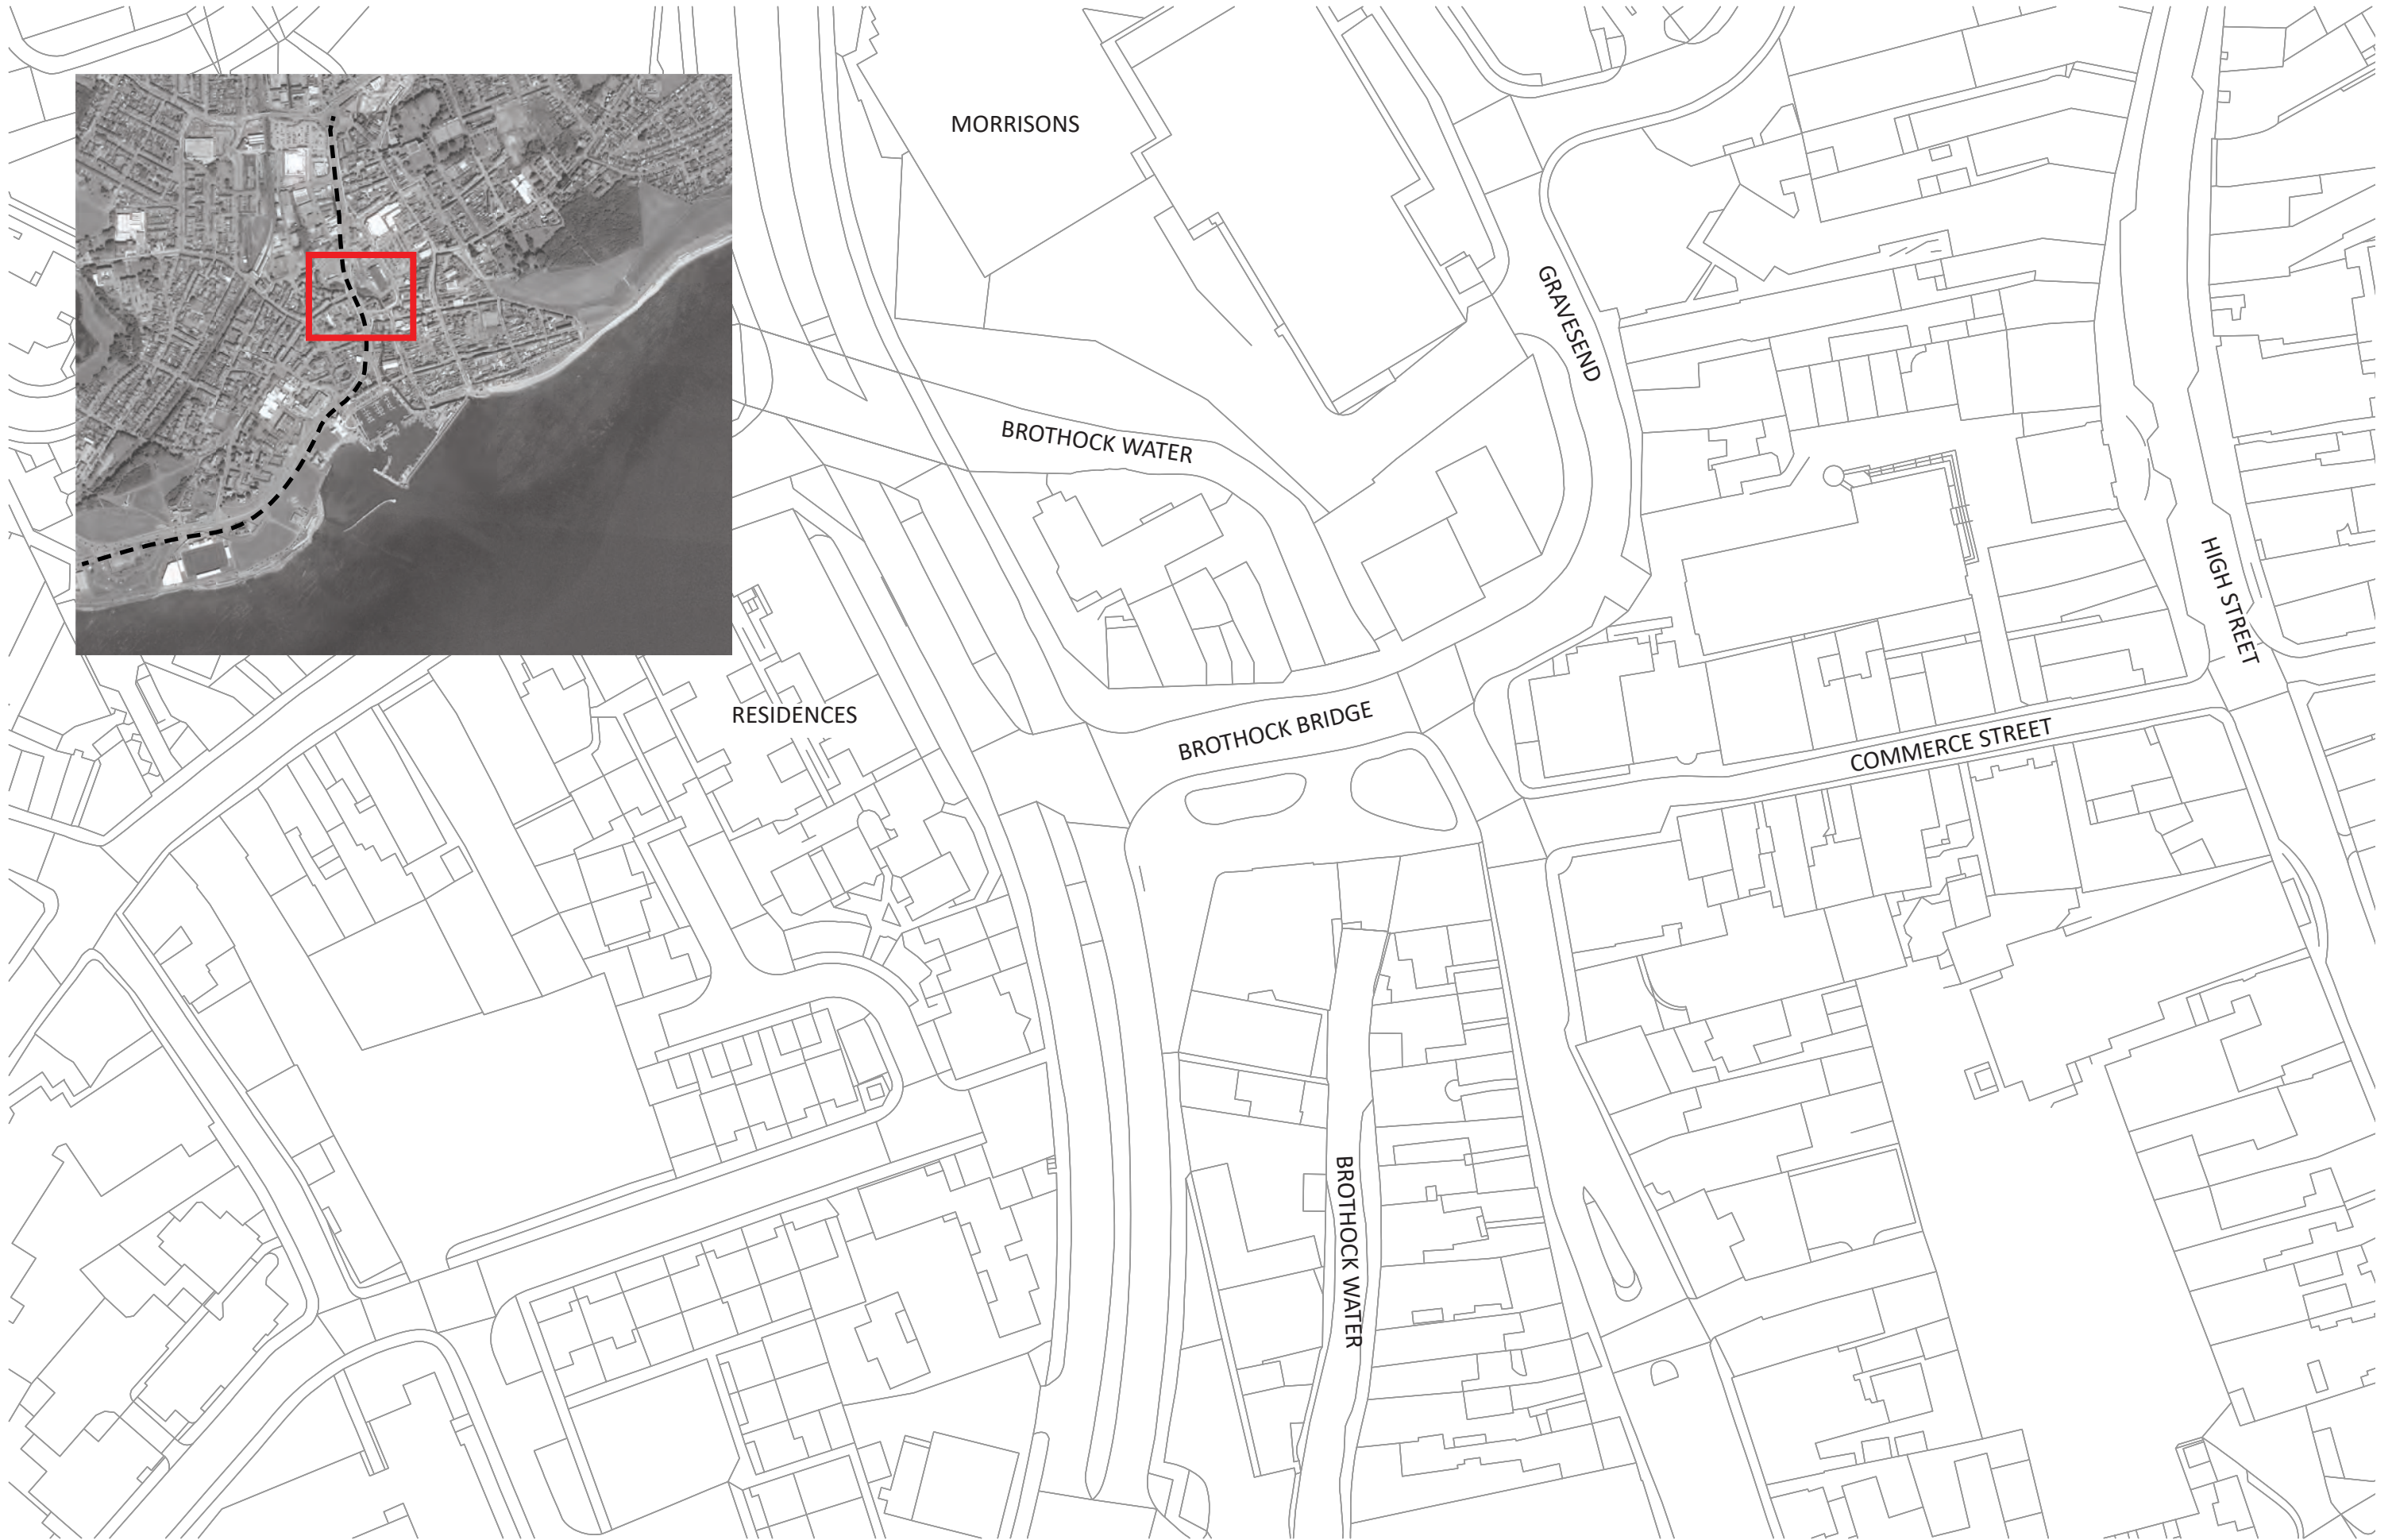 MORRISONS
GRAVESEND
BROTHOCK WATER
HIGH STREET
RESIDENCES
BROTHOCK BRIDGE
COMMERCE STREET
BROTHOCK WATER